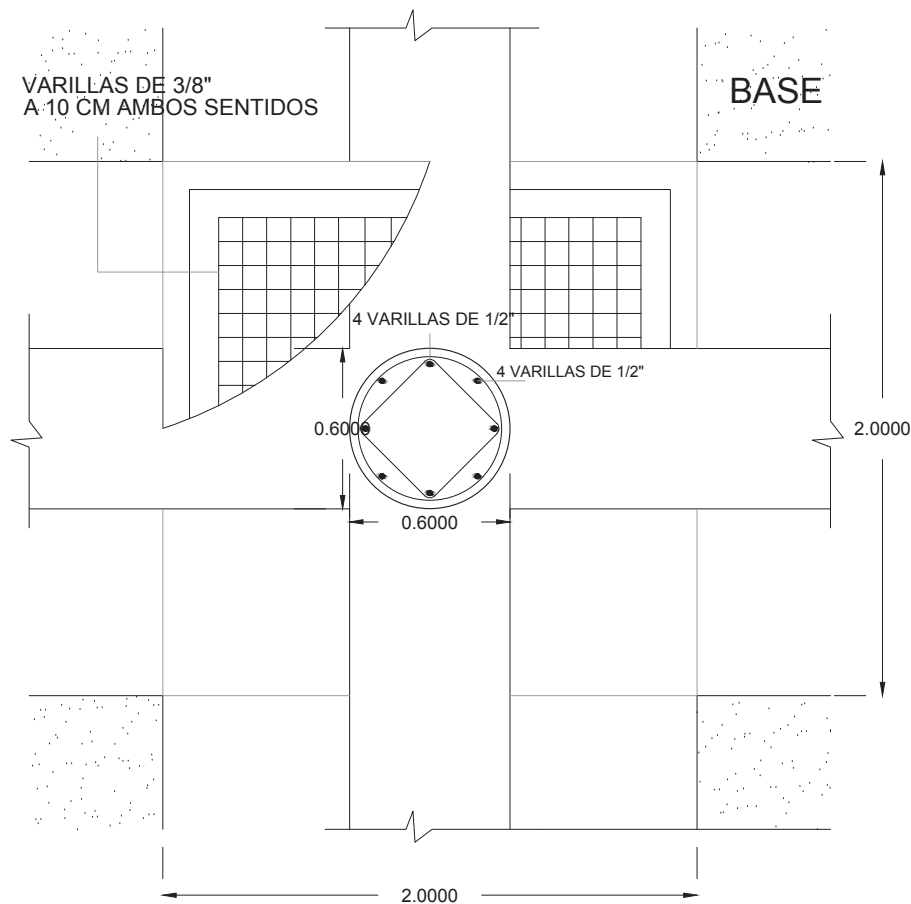 VARILLAS DE 3/8"
A 10 CM AMBOS SENTIDOS
BASE
4 VARILLAS DE 1/2"
4 VARILLAS DE 1/2"
0.6000
2.0000
0.6000
2.0000